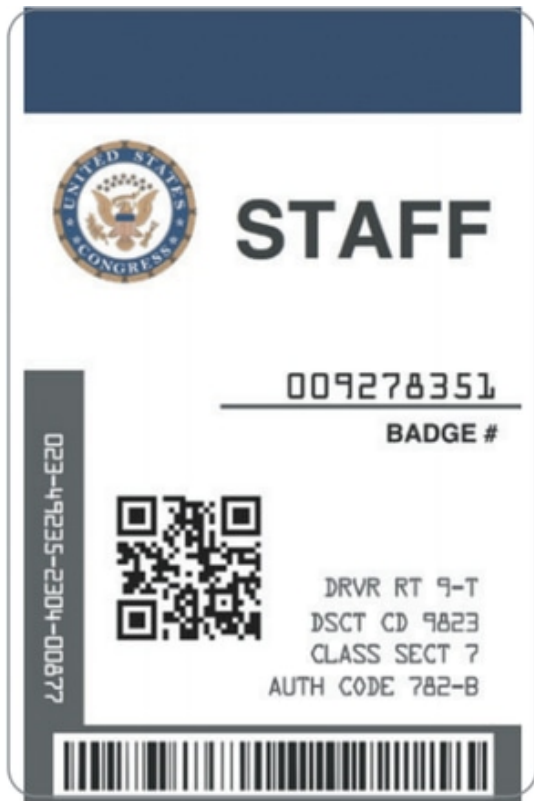 UNITED STATES
CONGRESS
STAFF
009278351
BADGE #
023-49235-2304-00877
DRVR RT 9-T
DSCT CD 9823
CLASS SECT 7
AUTH CODE 782-B